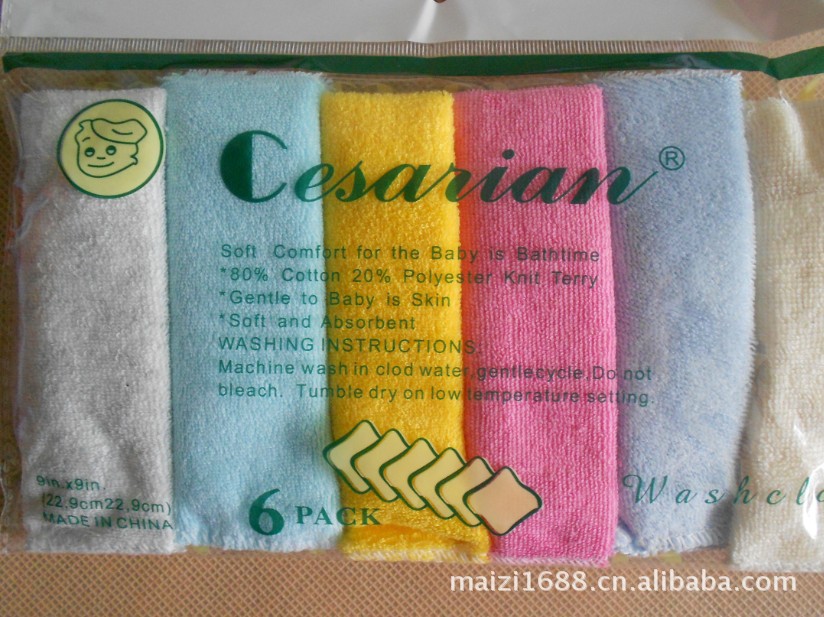 Cesarian®
Soft Comfort for the Baby is Bathtime
*80% Cotton 20% Polyester Knit Terry
*Gentle to Baby is Skin
*Soft and Absorbent
WASHING INSTRUCTIONS:
Machine wash in clod water,gentlecycle,Do not
bleach. Tumble dry on low temperature setting.
9in.x9in.
(22,9cm22,9cm)
MADE IN CHINA
6 PACK
Washclo
maizi1688.cn.alibaba.com